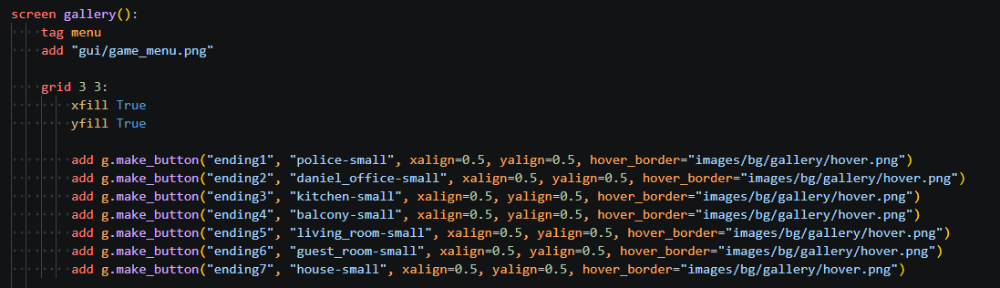 screen gallery():
tag menu
add "gui/game_menu.png"
grid 3 3:
xfill True
yfill True
add g.make_button("ending1", "police-small", xalign=0.5, yalign=0.5, hover_border="images/bg/gallery/hover.png")
add g.make_button("ending2", "daniel_office-small", xalign=0.5, yalign=0.5, hover_border="images/bg/gallery/hover.png")
add g.make_button("ending3", "kitchen-small", xalign=0.5, yalign=0.5, hover_border="images/bg/gallery/hover.png")
add g.make_button("ending4", "balcony-small", xalign=0.5, yalign=0.5, hover_border="images/bg/gallery/hover.png")
add g.make_button("ending5", "living_room-small", xalign=0.5, yalign=0.5, hover_border="images/bg/gallery/hover.png")
add g.make_button("ending6", "guest_room-small", xalign=0.5, yalign=0.5, hover_border="images/bg/gallery/hover.png")
add g.make_button("ending7", "house-small", xalign=0.5, yalign=0.5, hover_border="images/bg/gallery/hover.png")